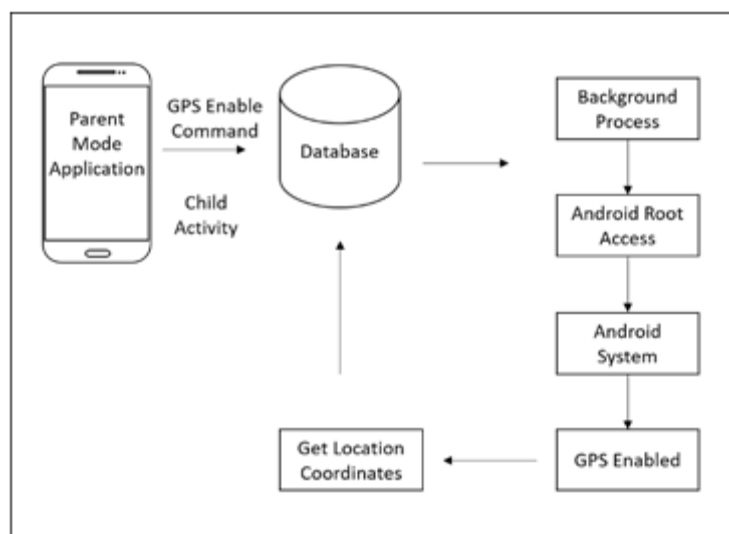 Parent
Mode
Application
GPS Enable
Command
Child
Activity
Database
Background
Process
Android Root
Access
Android
System
GPS Enabled
Get Location
Coordinates